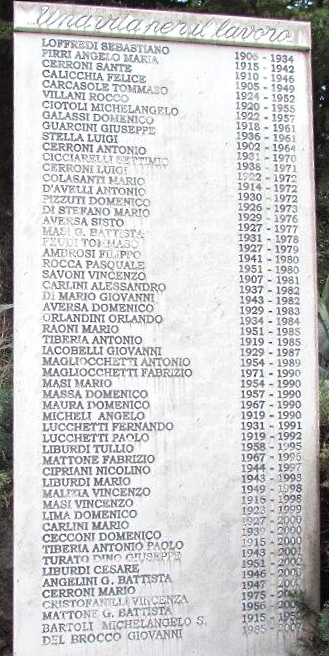 ...Una vita per il lavoro...
LOFFREDI SEBASTIANO 1906 - 1934
PIRRI ANGELO MARIA 1915 - 1942
CERRONI SANTE 1910 - 1946
CALICCHIA FELICE 1905 - 1949
CARCASOLE TOMMASO 1924 - 1952
VILLANI ROCCO 1920 - 1955
CIOTOLI MICHELANGELO 1922 - 1957
GALASSI DOMENICO 1918 - 1961
GUARCINI GIUSEPPE 1936 - 1961
STELLA LUIGI 1902 - 1964
CERRONI ANTONIO 1931 - 1970
CICCIARELLI SETTIMIO 1938 - 1971
CERRONI LUIGI 1922 - 1972
COLASANTI MARIO 1914 - 1972
D'AVELLI ANTONIO 1930 - 1972
PIZZUTI DOMENICO 1926 - 1973
DI STEFANO MARIO 1929 - 1976
AVERSA SISTO 1927 - 1977
MASI G. BATTISTA 1931 - 1978
FEUDI TOMMASO 1927 - 1979
AMBROSI FILIPPO 1941 - 1980
ROCCA PASQUALE 1951 - 1980
SAVONI VINCENZO 1907 - 1981
CARLINI ALESSANDRO 1937 - 1982
DI MARIO GIOVANNI 1943 - 1982
AVERSA DOMENICO 1929 - 1983
ORLANDINI ORLANDO 1934 - 1984
RAONI MARIO 1951 - 1985
TIBERIA ANTONIO 1919 - 1985
IACOBELLI GIOVANNI 1929 - 1987
MAGLIOCCHETTI ANTONIO 1954 - 1989
MAGLIOCCHETTI FABRIZIO 1971 - 1990
MASI MARIO 1954 - 1990
MASSA DOMENICO 1957 - 1990
MAURA DOMENICO 1967 - 1990
MICHELI ANGELO 1919 - 1990
LUCCHETTI FERNANDO 1931 - 1991
LUCCHETTI PAOLO 1919 - 1992
LIBURDI TULLIO 1958 - 1995
MATTONE FABRIZIO 1967 - 1996
CIPRIANI NICOLINO 1944 - 1997
LIBURDI MARIO 1943 - 1998
MALIZIA VINCENZO 1949 - 1998
MASI VINCENZO 1916 - 1998
LIMA DOMENICO 1923 - 1999
CARLINI MARIO 1927 - 2000
CECCONI DOMENICO - 2000
TIBERIA ANTONIO PAOLO 1915 - 2000
TURATO DINO GIUSEPPE 1943 - 2001
LIBURDI CESARE 1951 - 2002
ANGELINI G. BATTISTA 1946 -
CERRONI MARIO 1947 -
CRISTOFANILLI VINCENZA 1975 -
MATTONE G. BATTISTA 1956 -
BARTOLI MICHELANGELO S. 1915 -
DEL BROCCO GIOVANNI 1985 - 2007